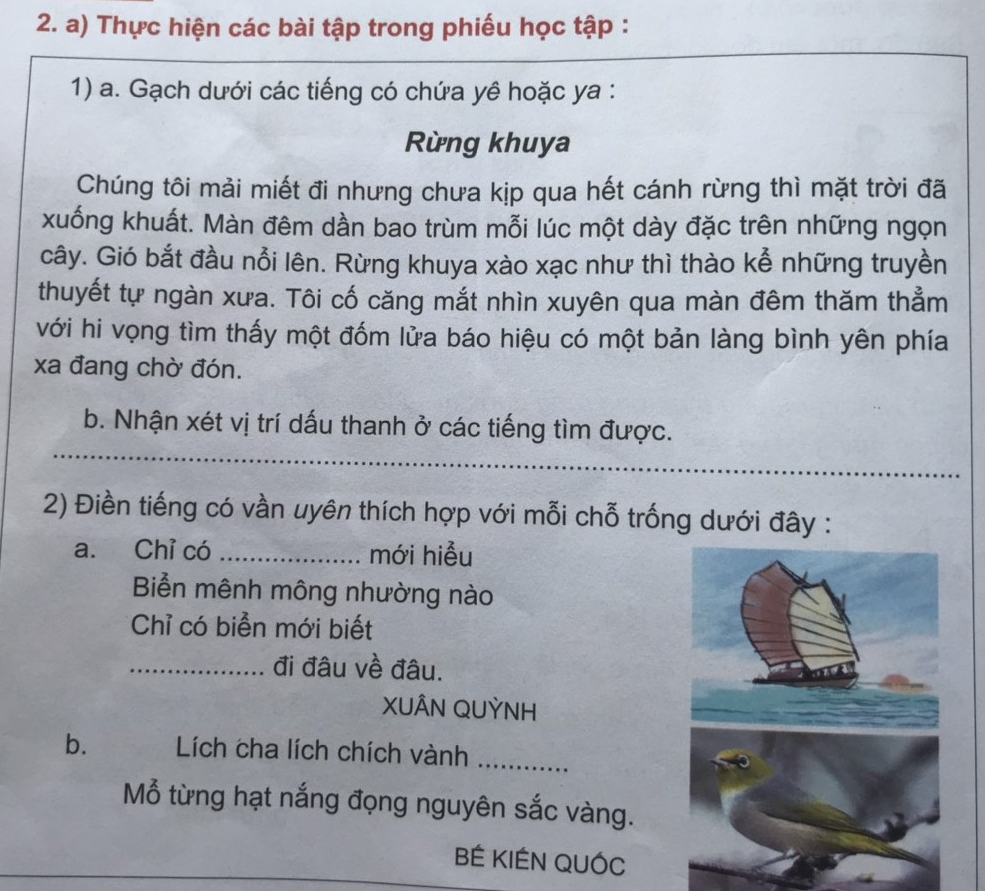 2. a) Thực hiện các bài tập trong phiếu học tập :
1) a. Gạch dưới các tiếng có chứa yê hoặc ya :
Rừng khuya
Chúng tôi mải miết đi nhưng chưa kịp qua hết cánh rừng thì mặt trời đã
xuống khuất. Màn đêm dần bao trùm mỗi lúc một dày đặc trên những ngọn
cây. Gió bắt đầu nổi lên. Rừng khuya xào xạc như thì thào kể những truyền
thuyết tự ngàn xưa. Tôi cố căng mắt nhìn xuyên qua màn đêm thăm thẳm
với hi vọng tìm thấy một đốm lửa báo hiệu có một bản làng bình yên phía
xa đang chờ đón.
b. Nhận xét vị trí dấu thanh ở các tiếng tìm được.
2) Điền tiếng có vần uyên thích hợp với mỗi chỗ trống dưới đây :
a. Chỉ có .................... mới hiểu
Biển mênh mông nhường nào
Chỉ có biển mới biết
................... đi đâu về đâu.
XUÂN QUỲNH
b. Lích cha lích chích vành .............
Mổ từng hạt nắng đọng nguyên sắc vàng.
BẾ KIẾN QUỐC